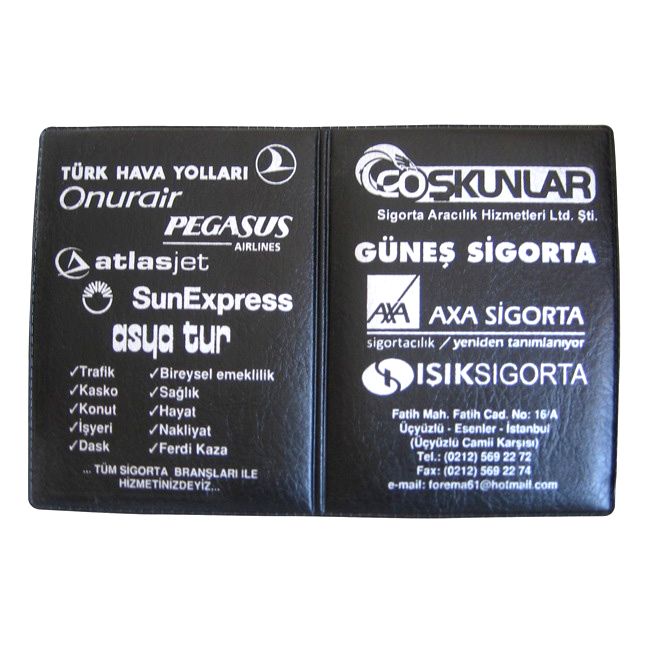 TÜRK HAVA YOLLARI
Onurair
PEGASUS
AIRLINES
atlasjet
SunExpress
asya tur
✓Trafik
✓Kasko
✓Konut
✓İşyeri
✓Dask
✓Bireysel emeklilik
✓Sağlık
✓Hayat
✓Nakliyat
✓Ferdi Kaza
... TÜM SİGORTA BRANŞLARI ILE
HİZMETİNİZDEYİZ...
COŞKUNLAR
Sigorta Aracılık Hizmetleri Ltd. Şti.
GÜNEŞ SİGORTA
AXA
AXA SİGORTA
sigortacılık / yeniden tanımlanıyor
IŞIKSIGORTA
Fatih Mah. Fatih Cad. No: 16/A
Üçyüzlü - Esenler - İstanbul
(Üçyüzlü Camii Karşısı)
Tel.: (0212) 569 22 72
Fax: (0212) 569 22 74
e-mail: forema61@hotmail.com